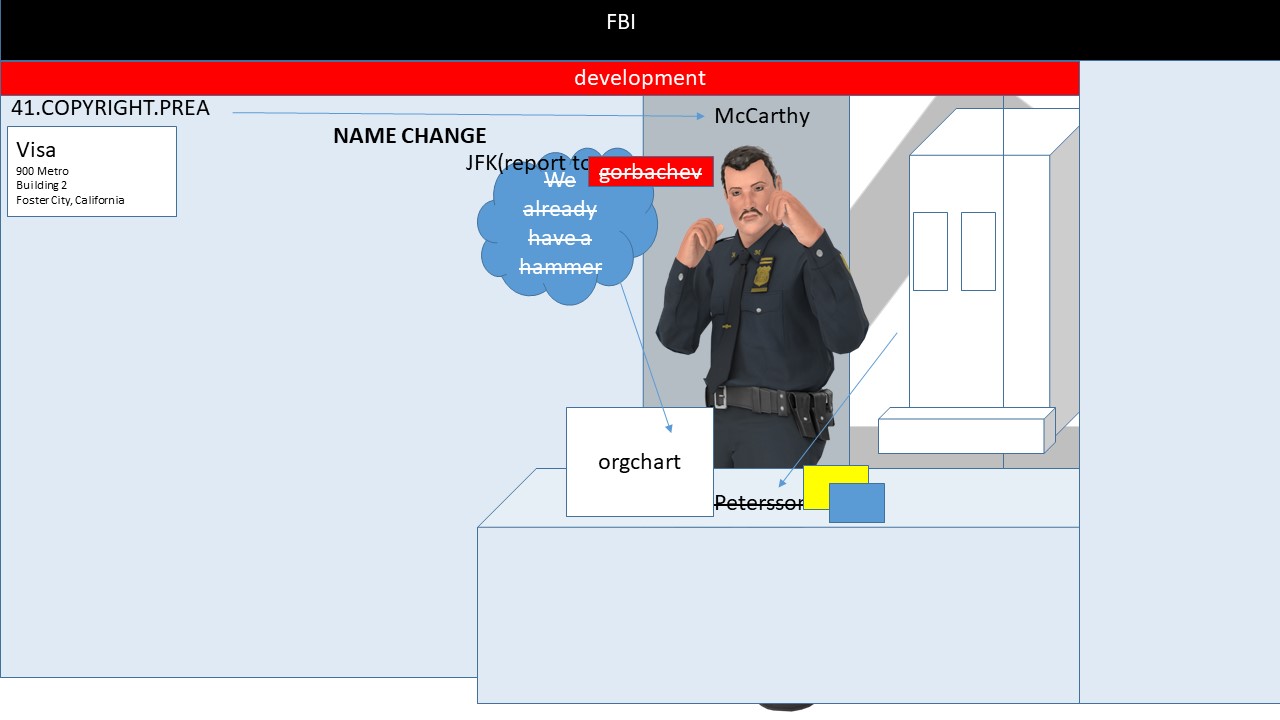 FBI
development
41.COPYRIGHT.PREA
McCarthy
NAME CHANGE
JFK(report to
gorbachev
We
already
have a
hammer
Visa
900 Metro
Building 2
Foster City, California
orgchart
Petersson